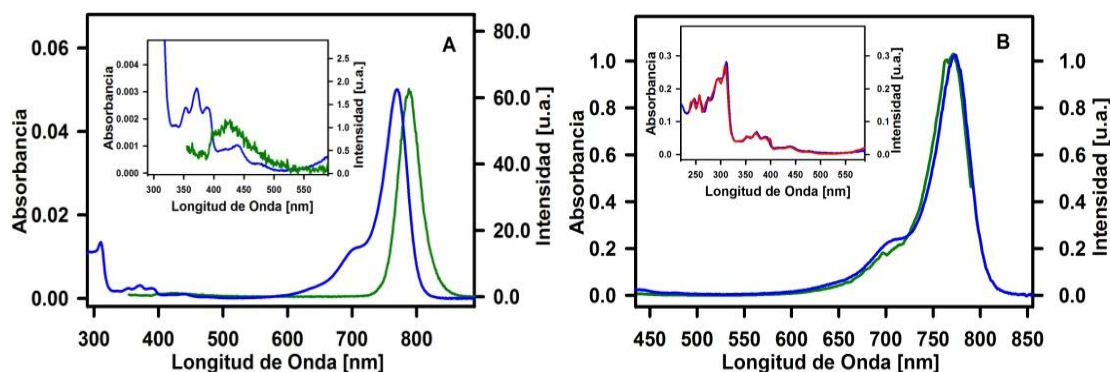 A
Absorbancia
0.06
0.04
0.02
0.00
80.0
60.0
40.0
20.0
0.0
Intensidad [u.a.]
300 400 500 600 700 800
Longitud de Onda [nm]
Absorbancia
0.004
0.003
0.002
0.001
0.000
2.5
2.0
1.5
1.0
0.5
0.0
Intensidad [u.a.]
300 350 400 450 500 550
Longitud de Onda [nm]
B
Absorbancia
1.0
0.8
0.6
0.4
0.2
0.0
1.0
0.8
0.6
0.4
0.2
0.0
Intensidad [u.a.]
450 500 550 600 650 700 750 800 850
Longitud de Onda [nm]
Absorbancia
0.3
0.2
0.1
0.0
0.3
0.2
0.1
0.0
Intensidad [u.a.]
250 300 350 400 450 500 550
Longitud de Onda [nm]